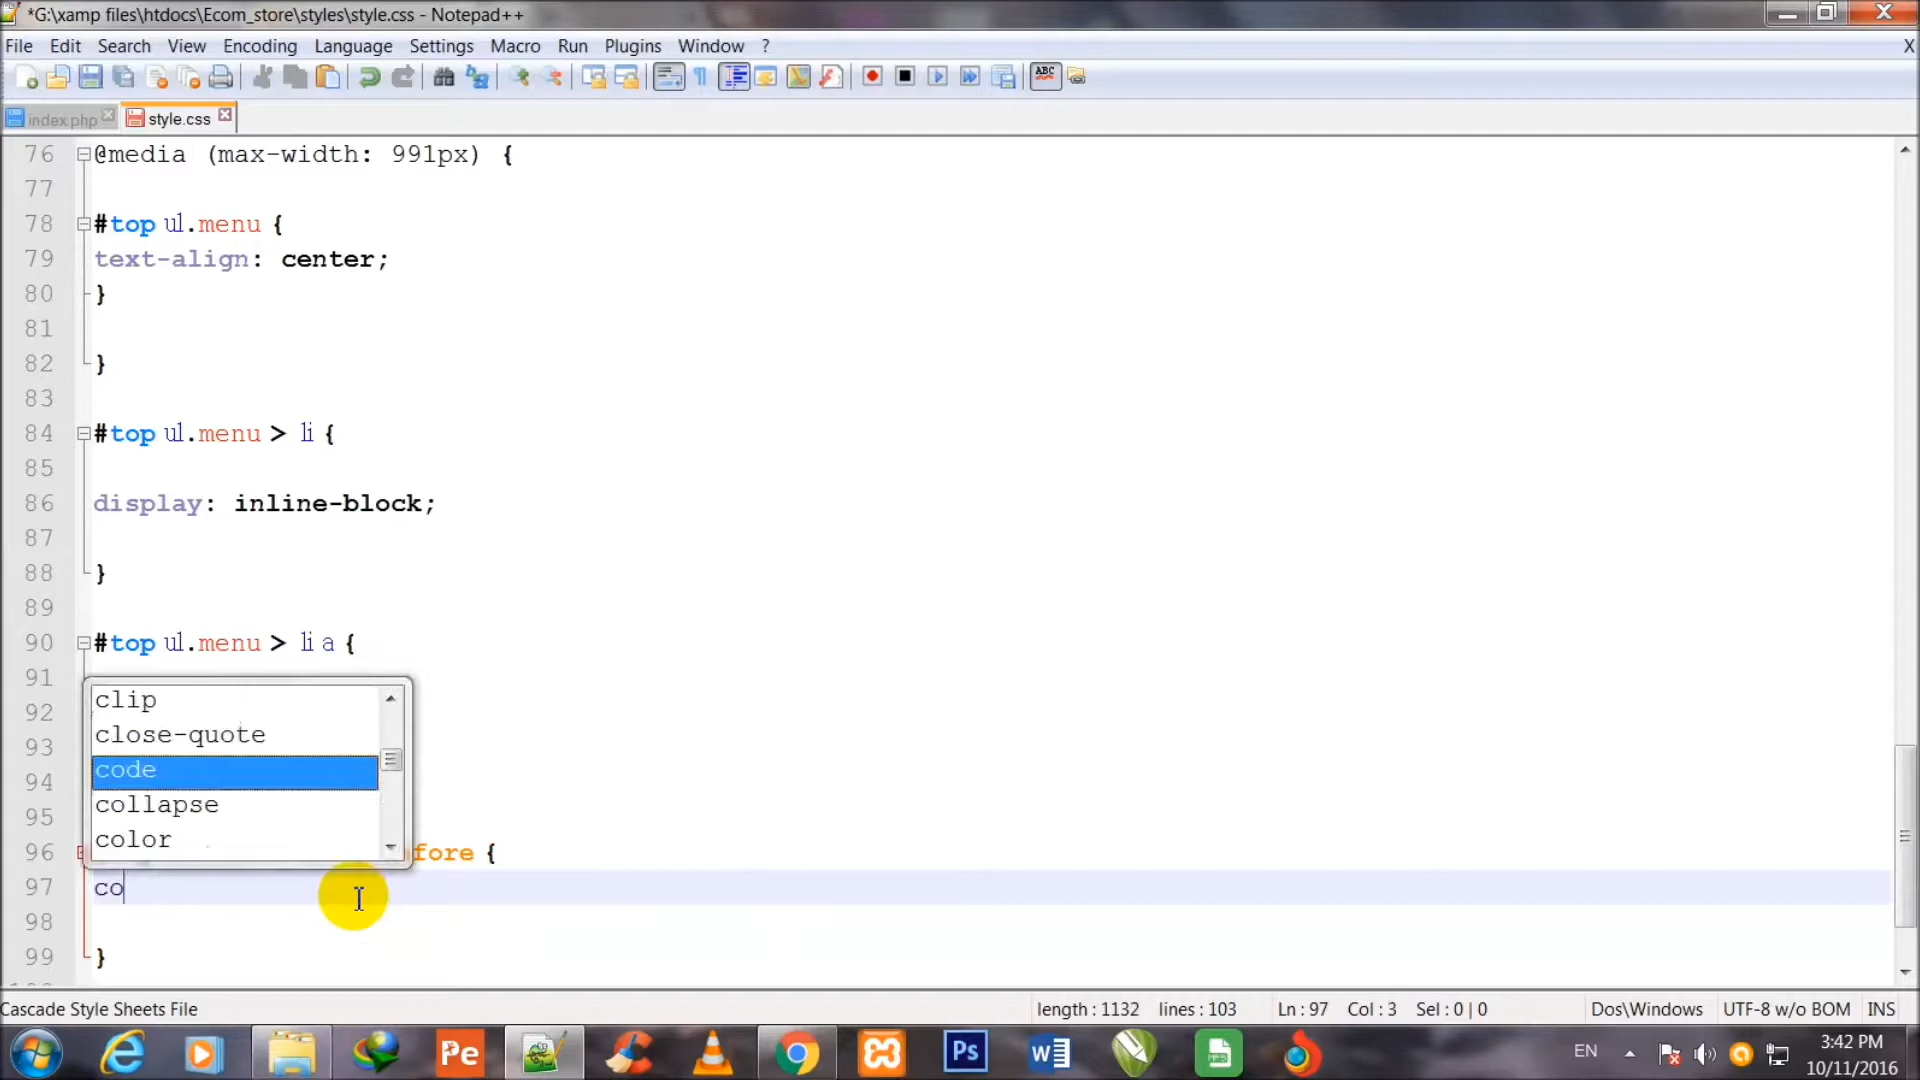 *G:\xamp files\htdocs\Ecom_store\styles\style.css - Notepad++
File Edit Search View Encoding Language Settings Macro Run Plugins Window ? X
ABC
index.php style.css
76 @media (max-width: 991px) {
77
78 #top ul.menu {
79 text-align: center;
80 }
81
82 }
83
84 #top ul.menu > li {
85
86 display: inline-block;
87
88 }
89
90 #top ul.menu > li a {
91
92 clip
93 close-quote
94 code
95 collapse
color
96 fore {
97 co
98
99 }
Cascade Style Sheets File length : 1132 lines : 103 Ln : 97 Col : 3 Sel : 0 | 0 Dos\Windows UTF-8 w/o BOM INS
Pe Ps W EN 3:42 PM
10/11/2016